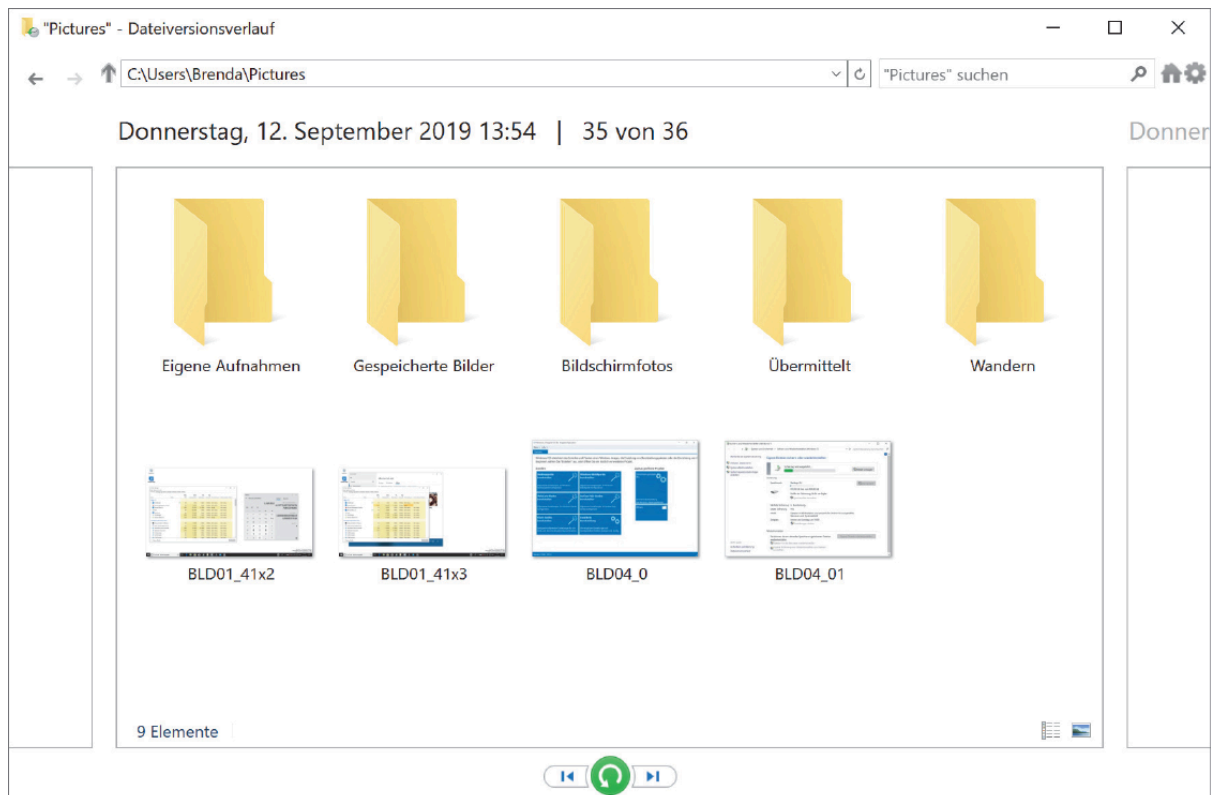 "Pictures" - Dateiversionsverlauf
C:\Users\Brenda\Pictures
"Pictures" suchen
Donnerstag, 12. September 2019 13:54 | 35 von 36
Donner
Eigene Aufnahmen
Gespeicherte Bilder
Bildschirmfotos
Übermittelt
Wandern
BLD01_41x2
BLD01_41x3
BLD04_0
BLD04_01
9 Elemente